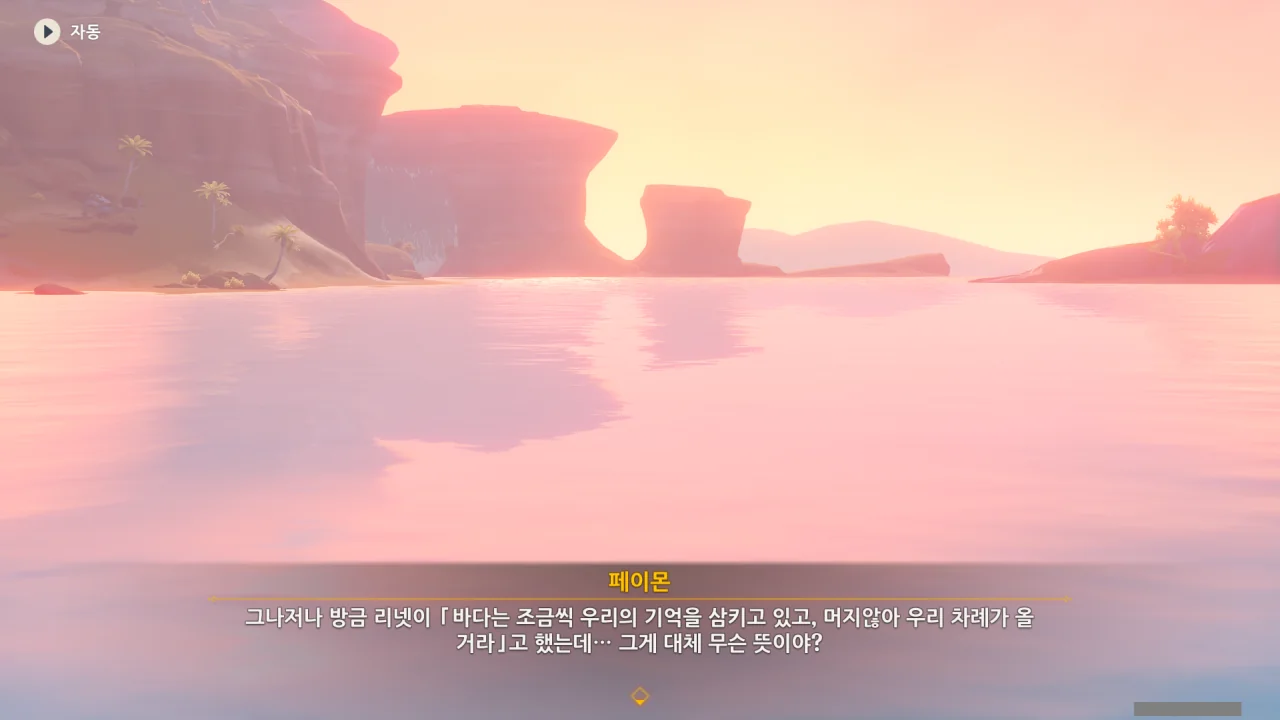 자동
페이몬
그나저나 방금 리넷이 「바다는 조금씩 우리의 기억을 삼키고 있고, 머지않아 우리 차례가 올
거라」고 했는데… 그게 대체 무슨 뜻이야?